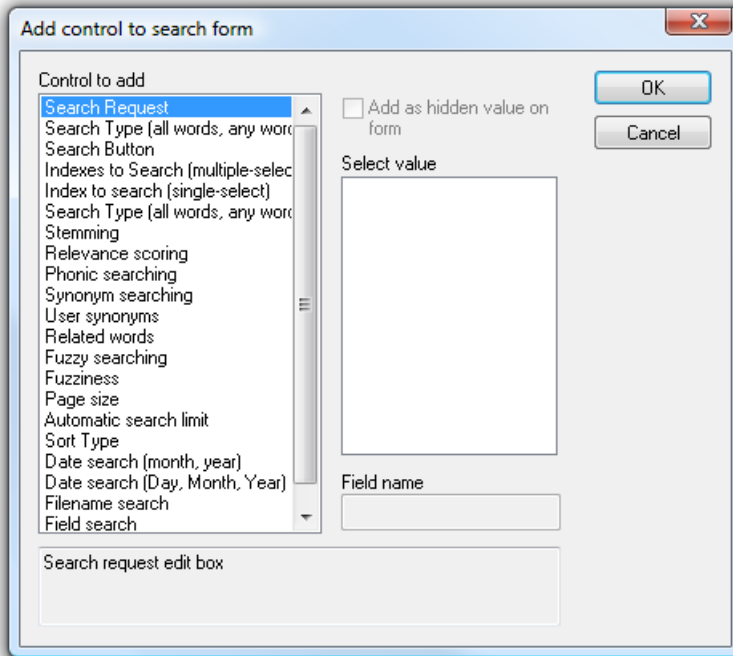 Add control to search form
Control to add
Search Request
Search Type (all words, any word
Search Button
Indexes to Search (multiple-selec
Index to search (single-select)
Search Type (all words, any word
Stemming
Relevance scoring
Phonic searching
Synonym searching
User synonyms
Related words
Fuzzy searching
Fuzziness
Page size
Automatic search limit
Sort Type
Date search (month, year)
Date search (Day, Month, Year)
Filename search
Field search
Search request edit box
Add as hidden value on
form
Select value
Field name
OK
Cancel